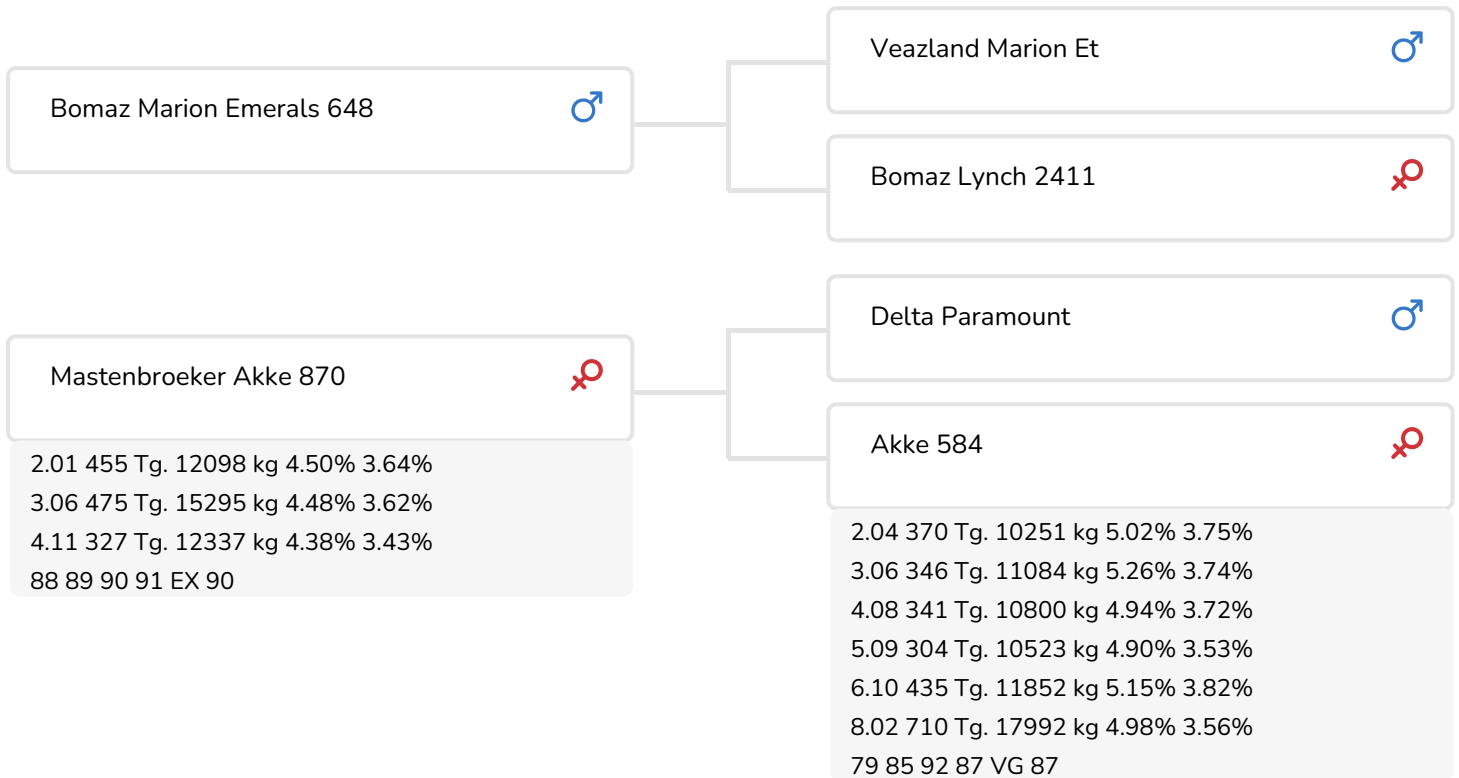 Bomaz Marion Emerals 648
Veazland Marion Et
Bomaz Lynch 2411
Mastenbroeker Akke 870
2.01 455 Tg. 12098 kg 4.50% 3.64%
3.06 475 Tg. 15295 kg 4.48% 3.62%
4.11 327 Tg. 12337 kg 4.38% 3.43%
88 89 90 91 EX 90
Delta Paramount
Akke 584
2.04 370 Tg. 10251 kg 5.02% 3.75%
3.06 346 Tg. 11084 kg 5.26% 3.74%
4.08 341 Tg. 10800 kg 4.94% 3.72%
5.09 304 Tg. 10523 kg 4.90% 3.53%
6.10 435 Tg. 11852 kg 5.15% 3.82%
8.02 710 Tg. 17992 kg 4.98% 3.56%
79 85 92 87 VG 87